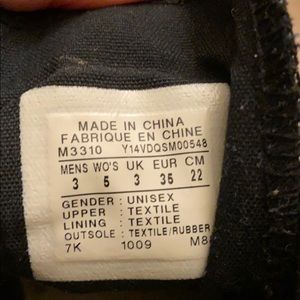 MADE IN CHINA
FABRIQUE EN CHINE
M3310 Y14VDQSM00548
MENS WO'S UK EUR CM
3 5 3 35 22
GENDER : UNISEX
UPPER : TEXTILE
LINING : TEXTILE
OUTSOLE : TEXTILE/RUBBER
7K 1009 M8